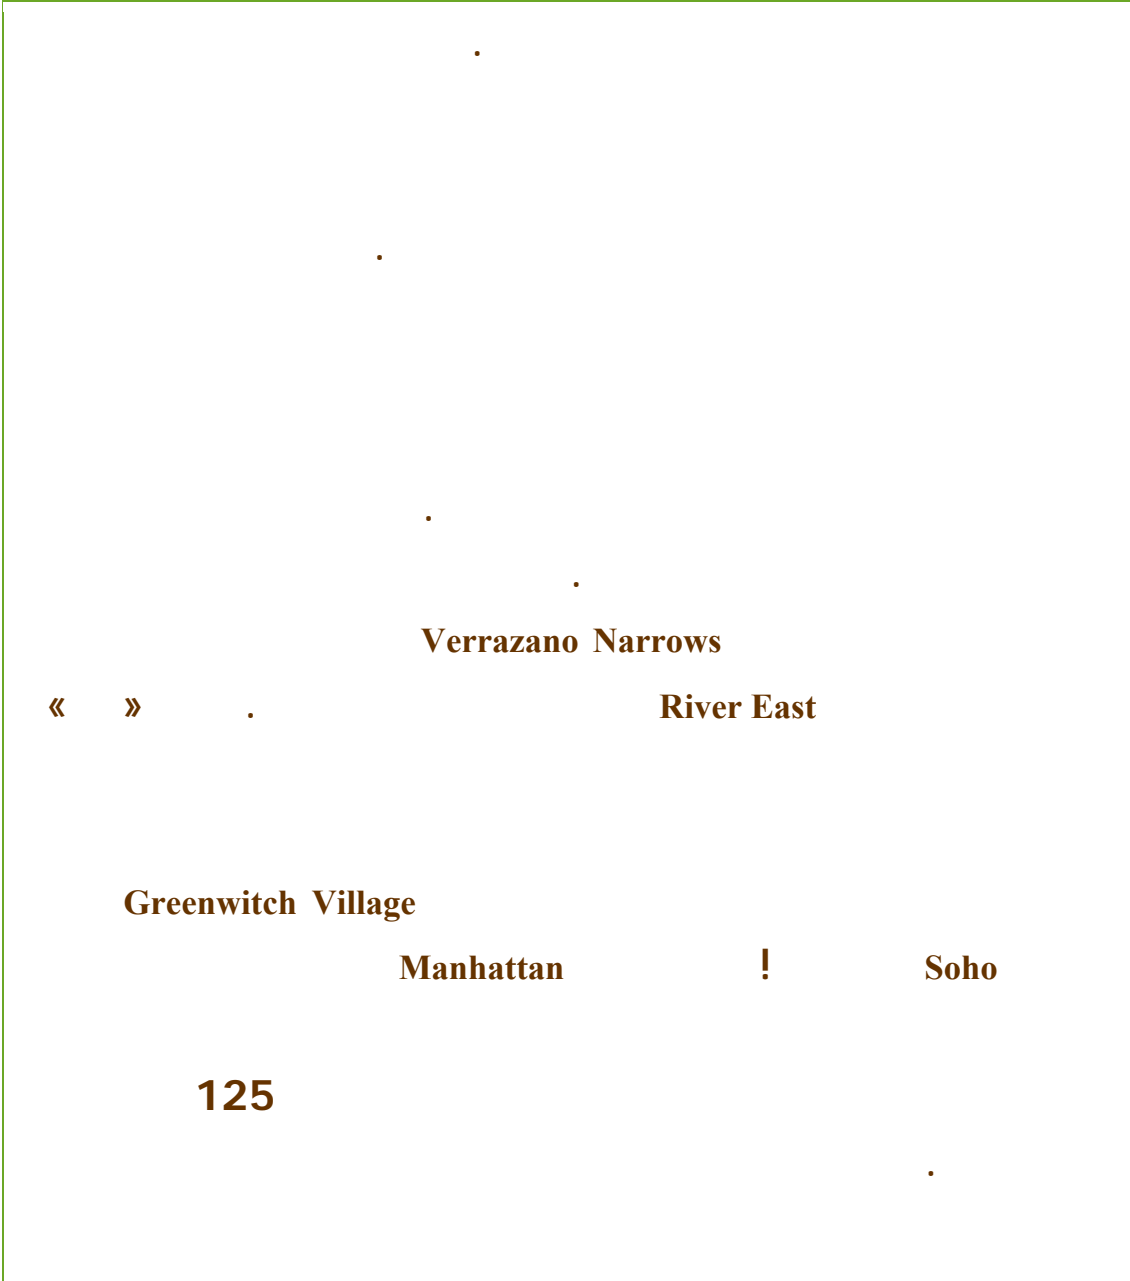 .
.
.
.
Verrazano Narrows
« » . River East
Greenwitch Village
Manhattan ! Soho
125
.